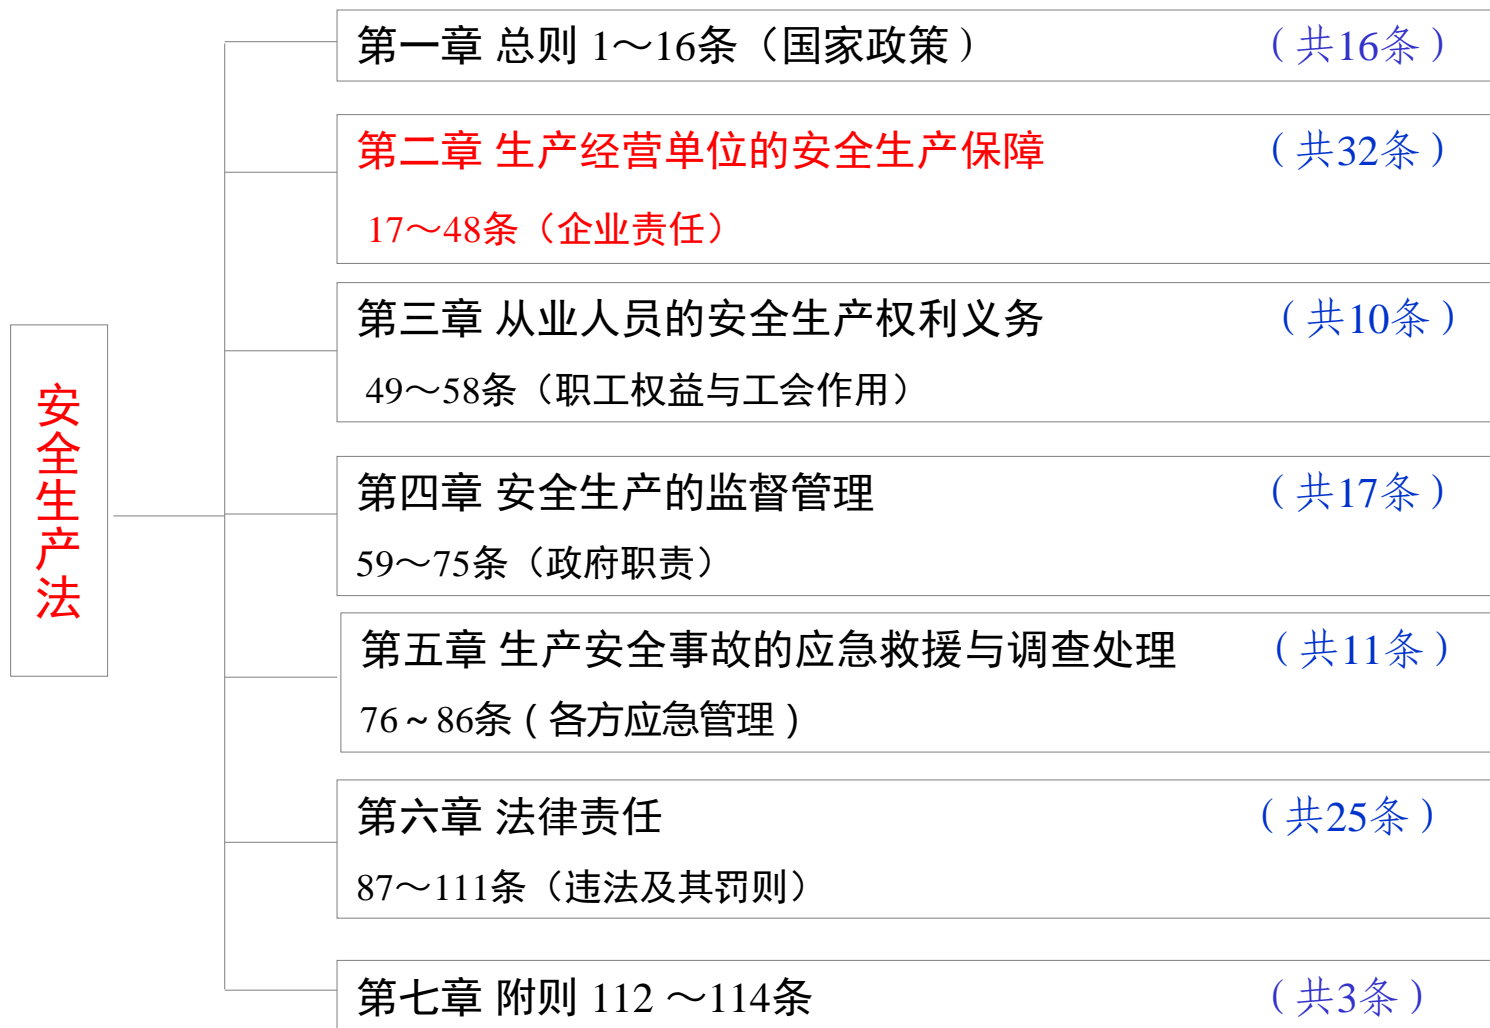 安全生产法
第一章 总则 1～16条（国家政策） （共16条）
第二章 生产经营单位的安全生产保障 （共32条）
17～48条（企业责任）
第三章 从业人员的安全生产权利义务 （共10条）
49～58条（职工权益与工会作用）
第四章 安全生产的监督管理 （共17条）
59～75条（政府职责）
第五章 生产安全事故的应急救援与调查处理 （共11条）
76～86条（各方应急管理）
第六章 法律责任 （共25条）
87～111条（违法及其罚则）
第七章 附则 112 ～114条 （共3条）